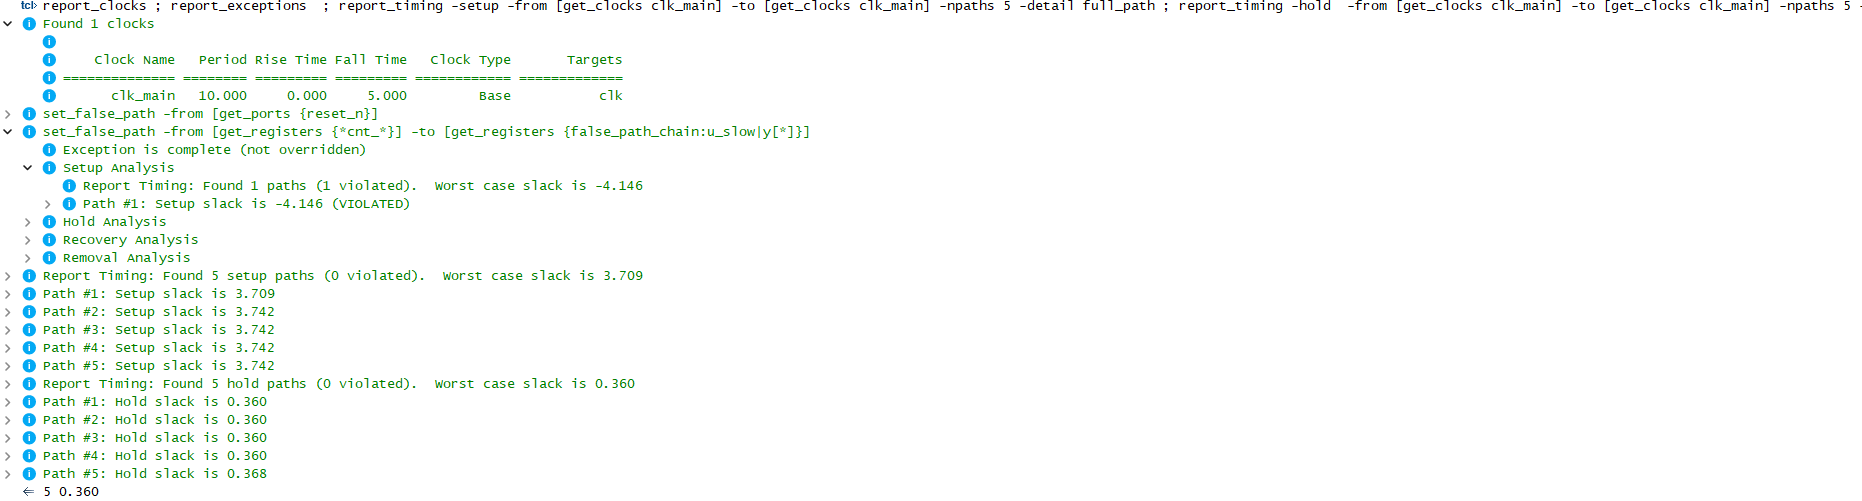 tcl> report_clocks ; report_exceptions  ; report_timing -setup -from [get_clocks clk_main] -to [get_clocks clk_main] -npaths 5 -detail full_path ; report_timing -hold  -from [get_clocks clk_main] -to [get_clocks clk_main] -npaths 5 -
Found 1 clocks
Clock Name   Period Rise Time Fall Time   Clock Type       Targets
============== ======== ========= ========= ============ =============
clk_main   10.000     0.000     5.000         Base           clk
set_false_path -from [get_ports {reset_n}]
set_false_path -from [get_registers {*cnt_*}] -to [get_registers {false_path_chain:u_slow|y[*]}]
Exception is complete (not overridden)
Setup Analysis
Report Timing: Found 1 paths (1 violated).  Worst case slack is -4.146
Path #1: Setup slack is -4.146 (VIOLATED)
Hold Analysis
Recovery Analysis
Removal Analysis
Report Timing: Found 5 setup paths (0 violated).  Worst case slack is 3.709
Path #1: Setup slack is 3.709
Path #2: Setup slack is 3.742
Path #3: Setup slack is 3.742
Path #4: Setup slack is 3.742
Path #5: Setup slack is 3.742
Report Timing: Found 5 hold paths (0 violated).  Worst case slack is 0.360
Path #1: Hold slack is 0.360
Path #2: Hold slack is 0.360
Path #3: Hold slack is 0.360
Path #4: Hold slack is 0.360
Path #5: Hold slack is 0.368
5 0.360